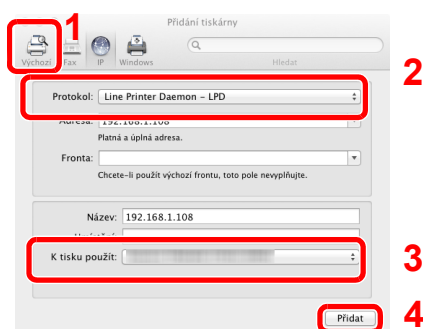 1
Přidání tiskárny
Výchozí Fax IP Windows Hledat
2
Protokol: Line Printer Daemon – LPD
Adresa: 192.168.1.108
Platná a úplná adresa.
Fronta:
Chcete-li použít výchozí frontu, toto pole nevyplňujte.
Název: 192.168.1.108
K tisku použít:
3
Přidat
4